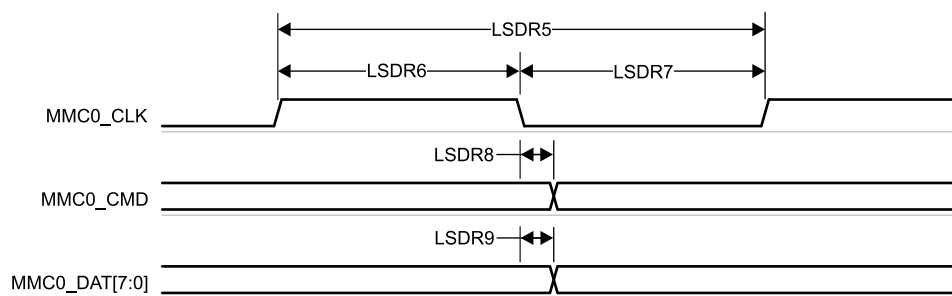 LSDR5
LSDR6 LSDR7
MMC0_CLK
LSDR8
MMC0_CMD
LSDR9
MMC0_DAT[7:0]